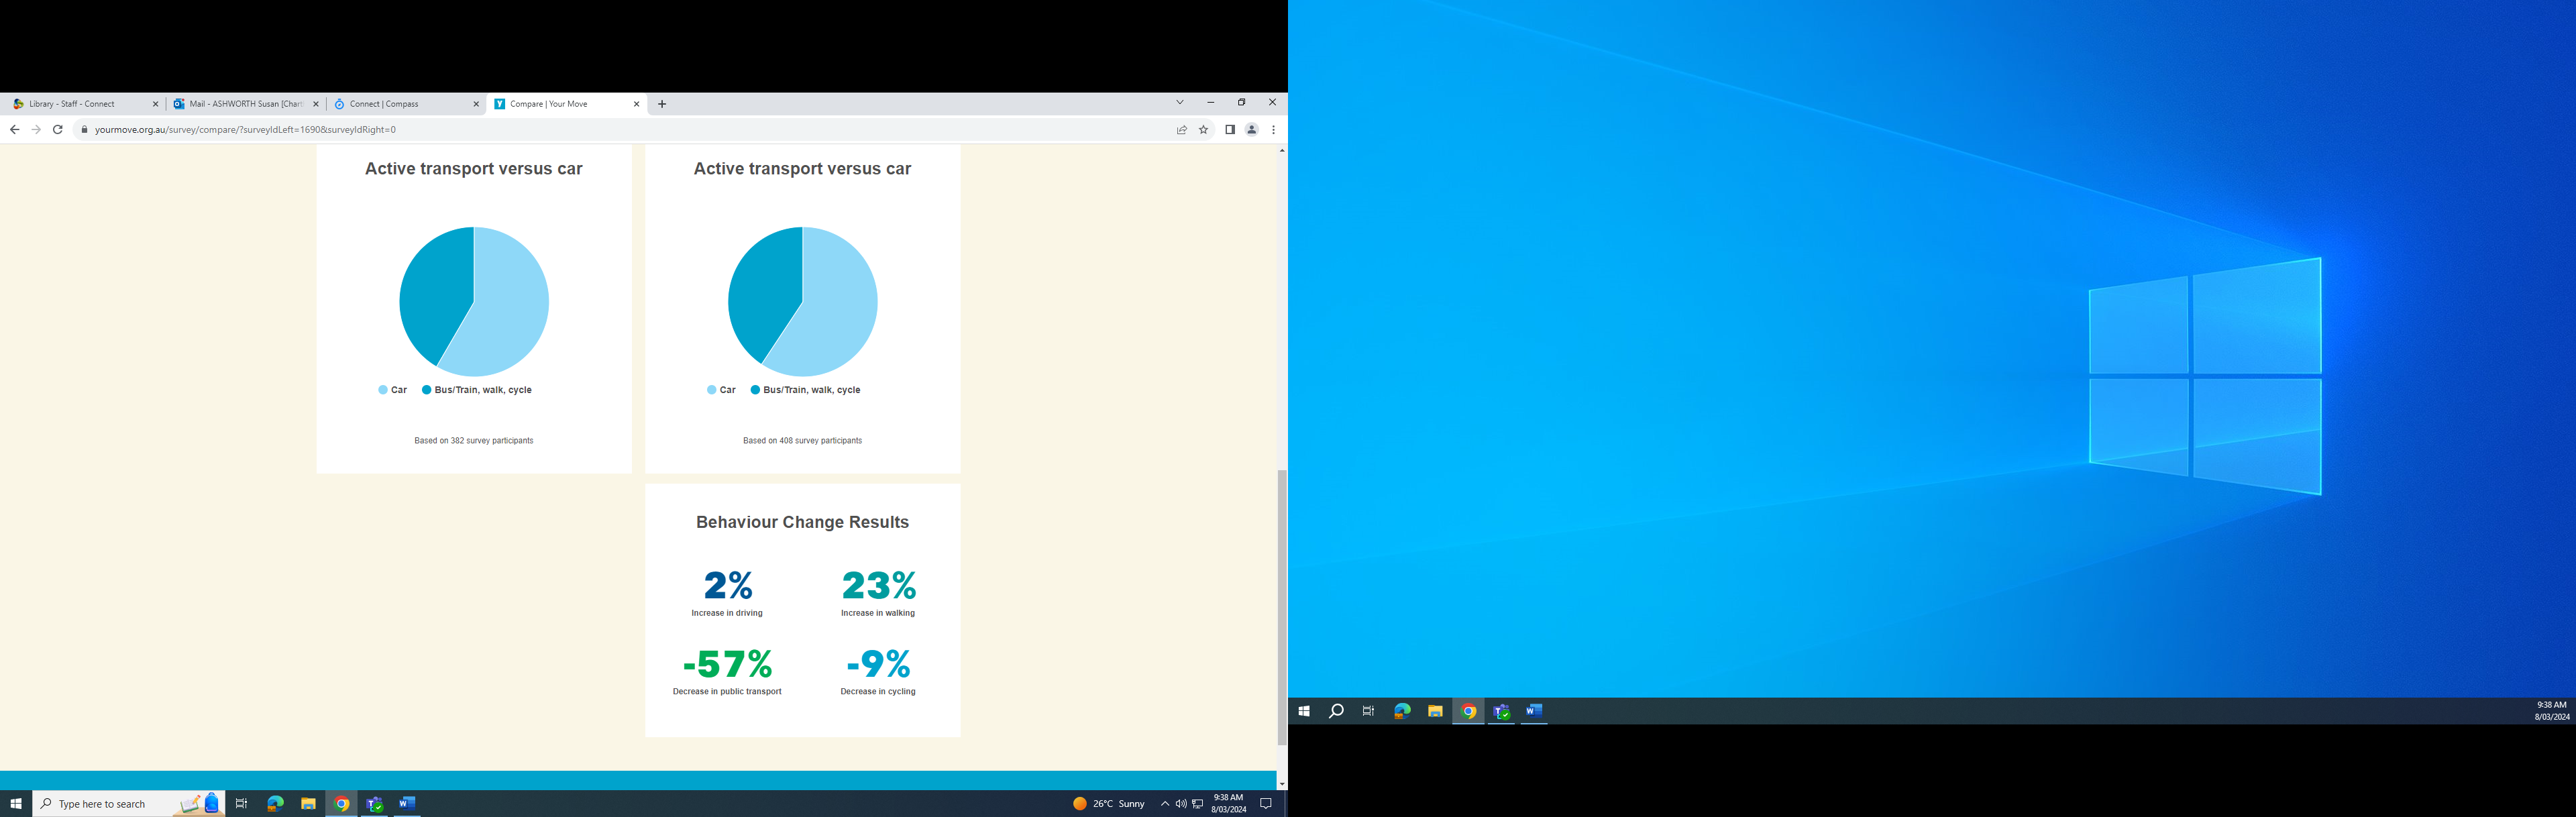 Library - Staff - Connect
Mail - ASHWORTH Susan [Chart
Connect | Compass
Compare | Your Move
yourmove.org.au/survey/compare/?surveyIdLeft=1690&surveyIdRight=0
Active transport versus car
Active transport versus car
Car
Bus/Train, walk, cycle
Car
Bus/Train, walk, cycle
Based on 382 survey participants
Based on 408 survey participants
Behaviour Change Results
2%
23%
Increase in driving
Increase in walking
-57%
-9%
Decrease in public transport
Decrease in cycling
Type here to search
26°C Sunny
9:38 AM
8/03/2024
9:38 AM
8/03/2024